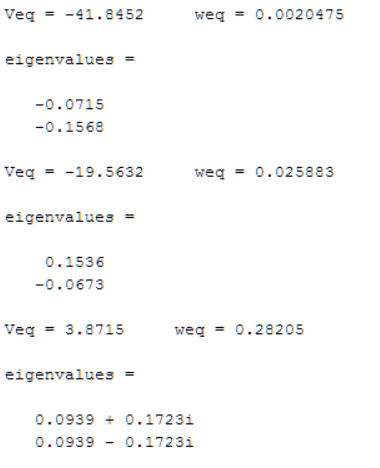 Veq = -41.8452 weq = 0.0020475
eigenvalues =
-0.0715
-0.1568
Veq = -19.5632 weq = 0.025883
eigenvalues =
0.1536
-0.0673
Veq = 3.8715 weq = 0.28205
eigenvalues =
0.0939 + 0.1723i
0.0939 - 0.1723i